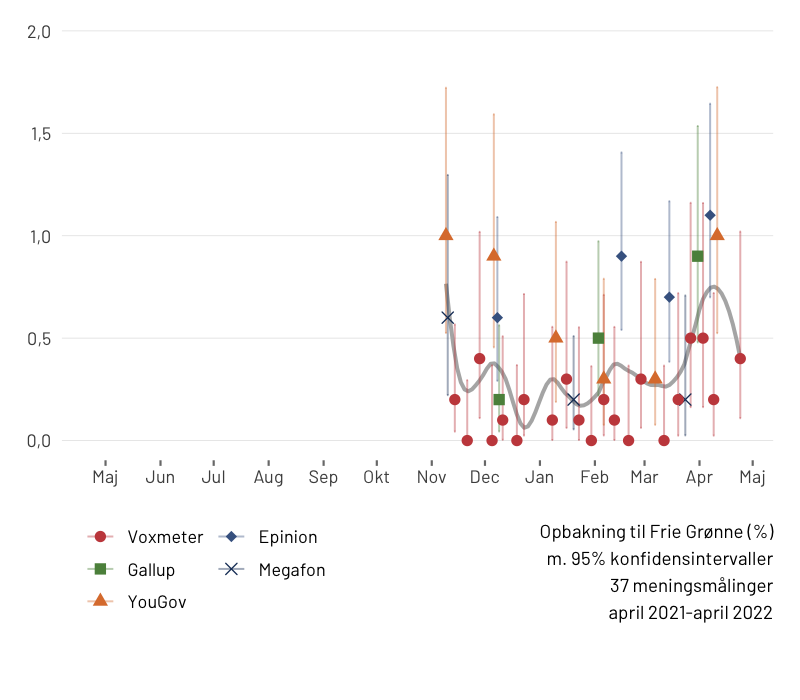 2,0
1,5
1,0
0,5
0,0
Maj Jun Jul Aug Sep Okt Nov Dec Jan Feb Mar Apr Maj
Voxmeter Epinion
Gallup Megafon
YouGov
Opbakning til Frie Grønne (%)
m. 95% konfidensintervaller
37 meningsmålinger
april 2021-april 2022